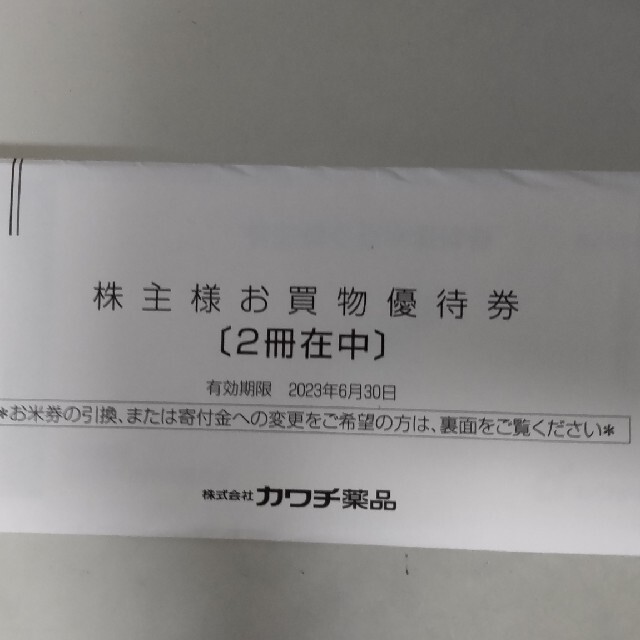 株主様お買物優待券
〔2冊在中〕
有効期限 2023年6月30日
*お米券の引換、または寄付金への変更をご希望の方は、裏面をご覧ください*
株式会社カワチ薬品